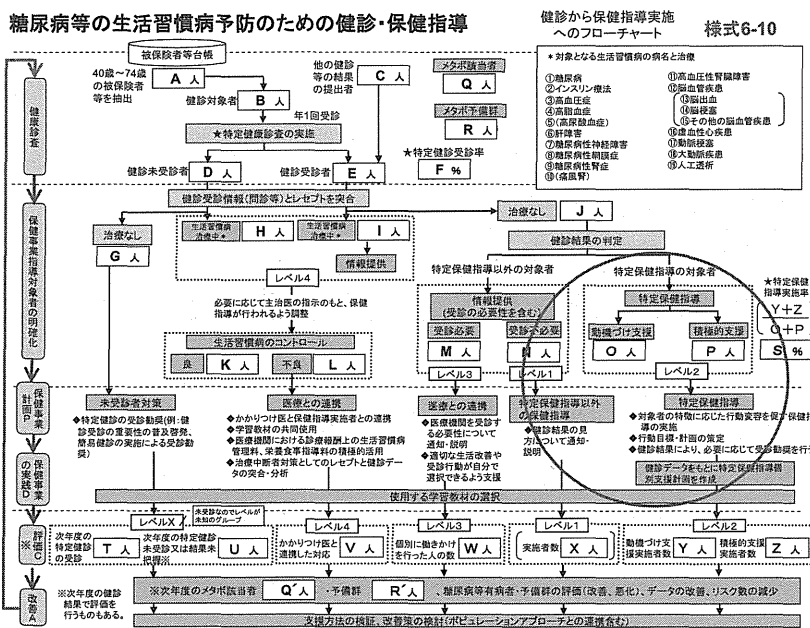 糖尿病等の生活習慣病予防のための健診・保健指導
健診から保健指導実施
へのフローチャート
様式6-10
被保険者等台帳
40歳~74歳
の被保険者
等を抽出
A 人
他の健診
等の結果
の提出者
C 人
メタボ該当者
Q 人
健診対象者
B 人
年1回受診
メタボ予備群
R 人
★特定健康診査の実施
★特定健診受診率
F %
健診未受診者
D 人
健診受診者
E 人
*対象となる生活習慣病の病名と治療
①糖尿病
②インスリン療法
③高血圧症
④高脂血症
⑤(高尿酸血症)
⑥肝障害
⑦糖尿病性神経障害
⑧糖尿病性網膜症
⑨糖尿病性腎症
⑩(痛風腎)
⑪高血圧性腎臓障害
⑫脳血管疾患
⑬脳出血
⑭脳梗塞
⑮その他の脳血管疾患
⑯虚血性心疾患
⑰動脈梗塞
⑱大動脈疾患
⑲人工透析
健康診査
健診受診情報(問診等)とレセプトを突合
治療なし
G 人
生活習慣病
治療中*
H 人
生活習慣病
治療中*
I 人
情報提供
レベル4
治療なし
J 人
健診結果の判定
必要に応じて主治医の指示のもと、保健
指導が行われるよう調整
生活習慣病のコントロール
良
K 人
不良
L 人
特定保健指導以外の対象者
情報提供
(受診の必要性を含む)
受診必要
受診不必要
M 人
N 人
レベル3
レベル1
特定保健指導の対象者
特定保健指導
動機づけ支援
積極的支援
O 人
P 人
レベル2
★特定保健
指導実施率
Y+Z
O+P
S %
保健事業指導対象者の明確化
保健事業
計画P
未受診者対策
◆特定健診の受診勧奨(例:健
診受診の重要性の普及啓発、
簡易健診の実施による受診勧
奨)
医療との連携
◆かかりつけ医と保健指導実施者との連携
◆学習教材の共同使用
◆医療機関における診療報酬上の生活習慣病
管理料、栄養食事指導料の積極的活用
◆治療中断者対策としてのレセプトと健診データ
の突合・分析
医療との連携
◆医療機関を受診す
る必要性について
通知・説明
◆適切な生活改善や
受診行動が自分で
選択できるよう支援
特定保健指導以外の
保健指導
◆健診結果の見
方について通知・
説明
特定保健指導
◆対象者の特徴に応じた行動変容を促す保健指
導の実施
◆行動目標・計画の策定
◆健診結果により、必要に応じて受診勧奨を行う
健診データをもとに特定保健指導個
別支援計画を作成
保健事業
の実践D
使用する学習教材の選択
レベルX
未受診なのでレベルが
未知のグループ
レベル4
レベル3
レベル1
レベル2
※
評価C
次年度の
特定健診
の受診
T 人
次年度の特定健診
未受診又は結果未
把握※
U 人
かかりつけ医と
連携した対応
V 人
個別に働きかけ
を行った人の数
W 人
実施者数
X 人
動機づけ支
援実施者数
Y 人
積極的支援
実施者数
Z 人
改善A
※次年度の健診
結果で評価を
行うものもある。
※次年度のメタボ該当者
Q´ 人
・予備群
R´ 人
、糖尿病等有病者・予備群の評価(改善、悪化)、データの改善、リスク数の減少
支援方法の検証、改善策の検討(ポピュレーションアプローチとの連携含む)